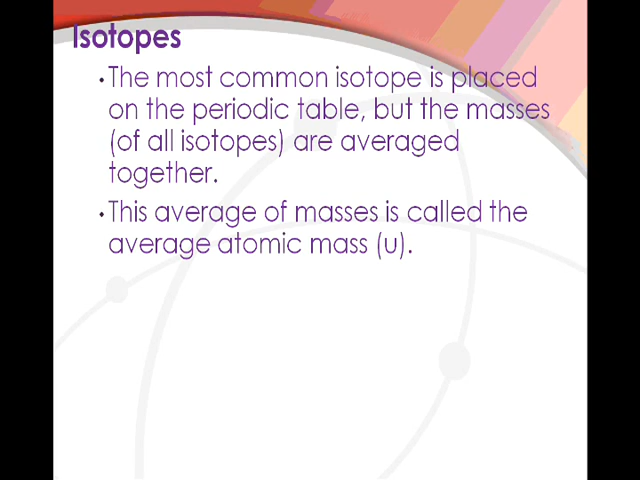 Isotopes
• The most common isotope is placed
on the periodic table, but the masses
(of all isotopes) are averaged
together.
• This average of masses is called the
average atomic mass (u).